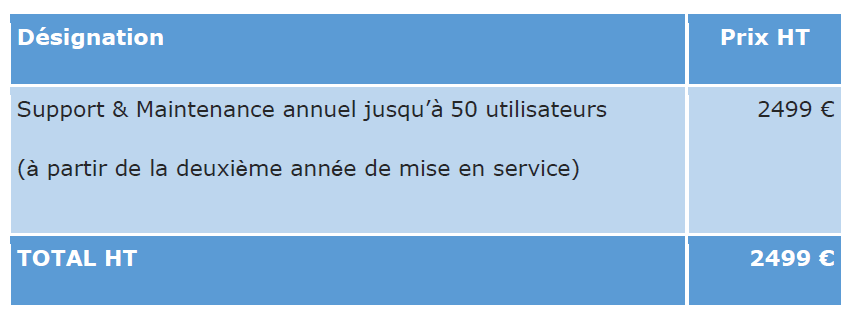 Désignation
Prix HT
Support & Maintenance annuel jusqu’à 50 utilisateurs
2499 €
(à partir de la deuxième année de mise en service)
TOTAL HT
2499 €